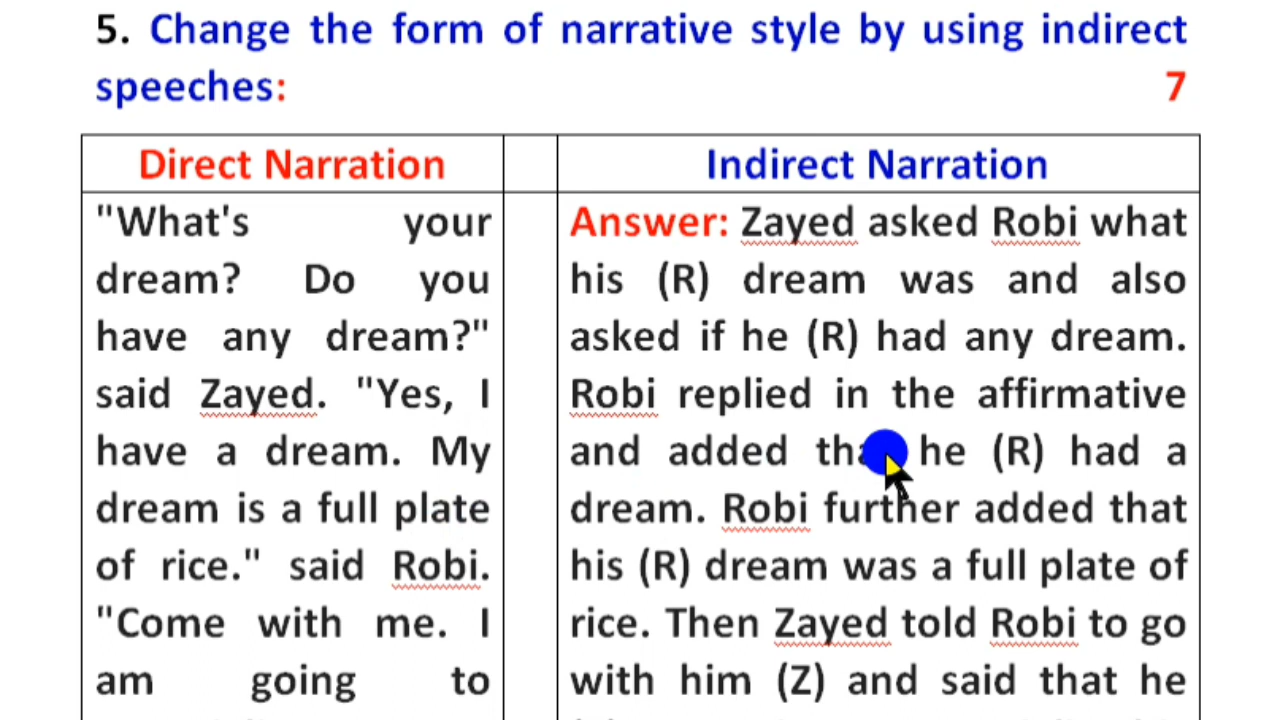 5. Change the form of narrative style by using indirect
speeches: 7
Direct Narration
Indirect Narration
"What's your
dream? Do you
have any dream?"
said Zayed. "Yes, I
have a dream. My
dream is a full plate
of rice." said Robi.
"Come with me. I
am going to
Answer: Zayed asked Robi what
his (R) dream was and also
asked if he (R) had any dream.
Robi replied in the affirmative
and added that he (R) had a
dream. Robi further added that
his (R) dream was a full plate of
rice. Then Zayed told Robi to go
with him (Z) and said that he